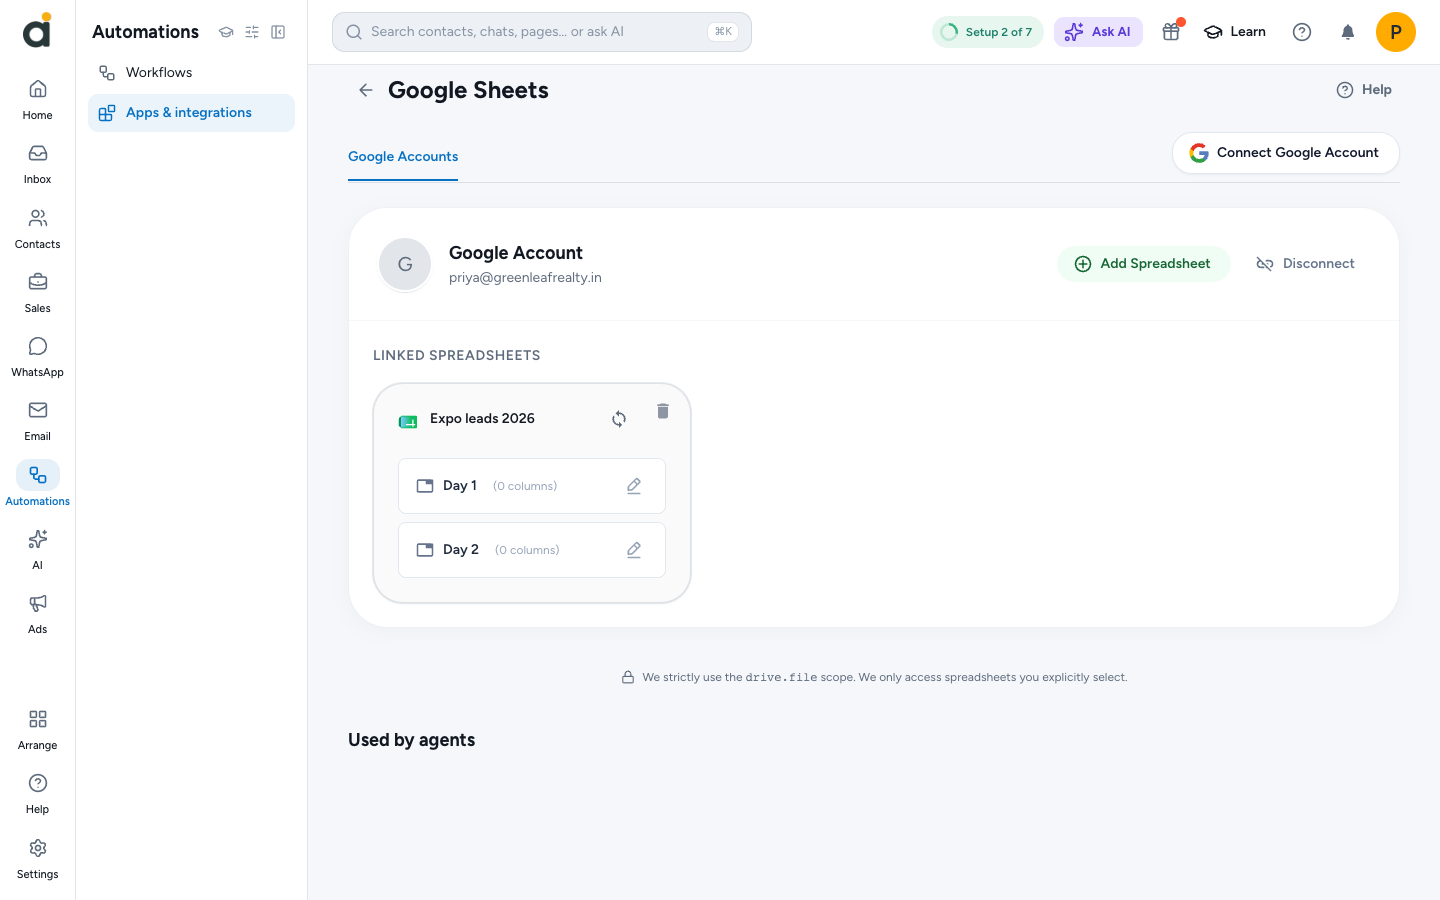 Automations
Search contacts, chats, pages... or ask AI
⌘K
Setup 2 of 7
Ask AI
Learn
P
Home
Inbox
Contacts
Sales
WhatsApp
Email
Automations
AI
Ads
Arrange
Help
Settings
Workflows
Apps & integrations
Google Sheets
Help
Google Accounts
Connect Google Account
G
Google Account
priya@greenleafrealty.in
Add Spreadsheet
Disconnect
LINKED SPREADSHEETS
Expo leads 2026
Day 1 (0 columns)
Day 2 (0 columns)
We strictly use the drive.file scope. We only access spreadsheets you explicitly select.
Used by agents